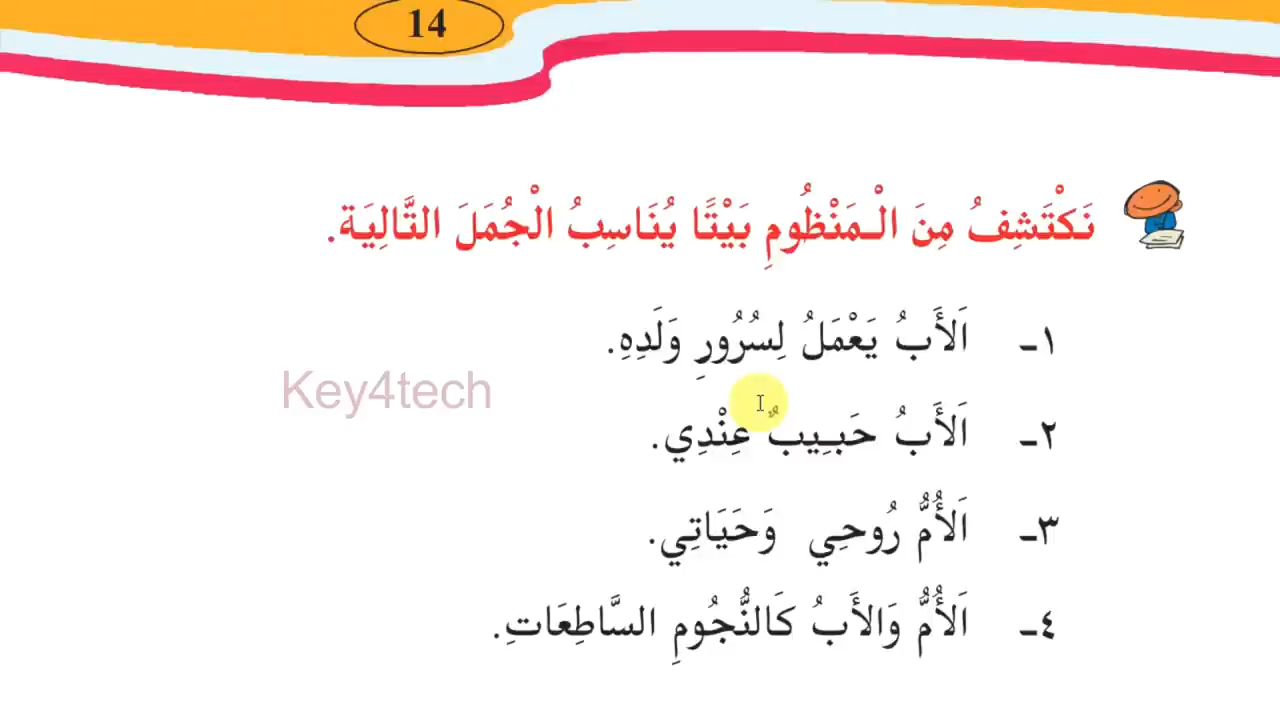 14
نَكْتَشِفُ مِنَ الْـمَنْظُومِ بَيْتًا يُنَاسِبُ الْجُمَلَ التَّالِيَة.
١ـ اَلأَبُ يَعْمَلُ لِسُرُورِ وَلَدِهِ.
Key4tech
٢ـ اَلأَبُ حَبِـيبٌ عِنْدِي.
٣ـ اَلأُمُّ رُوحِي وَحَيَاتِي.
٤ـ اَلأُمُّ وَالأَبُ كَالنُّجُومِ السَّاطِعَاتِ.